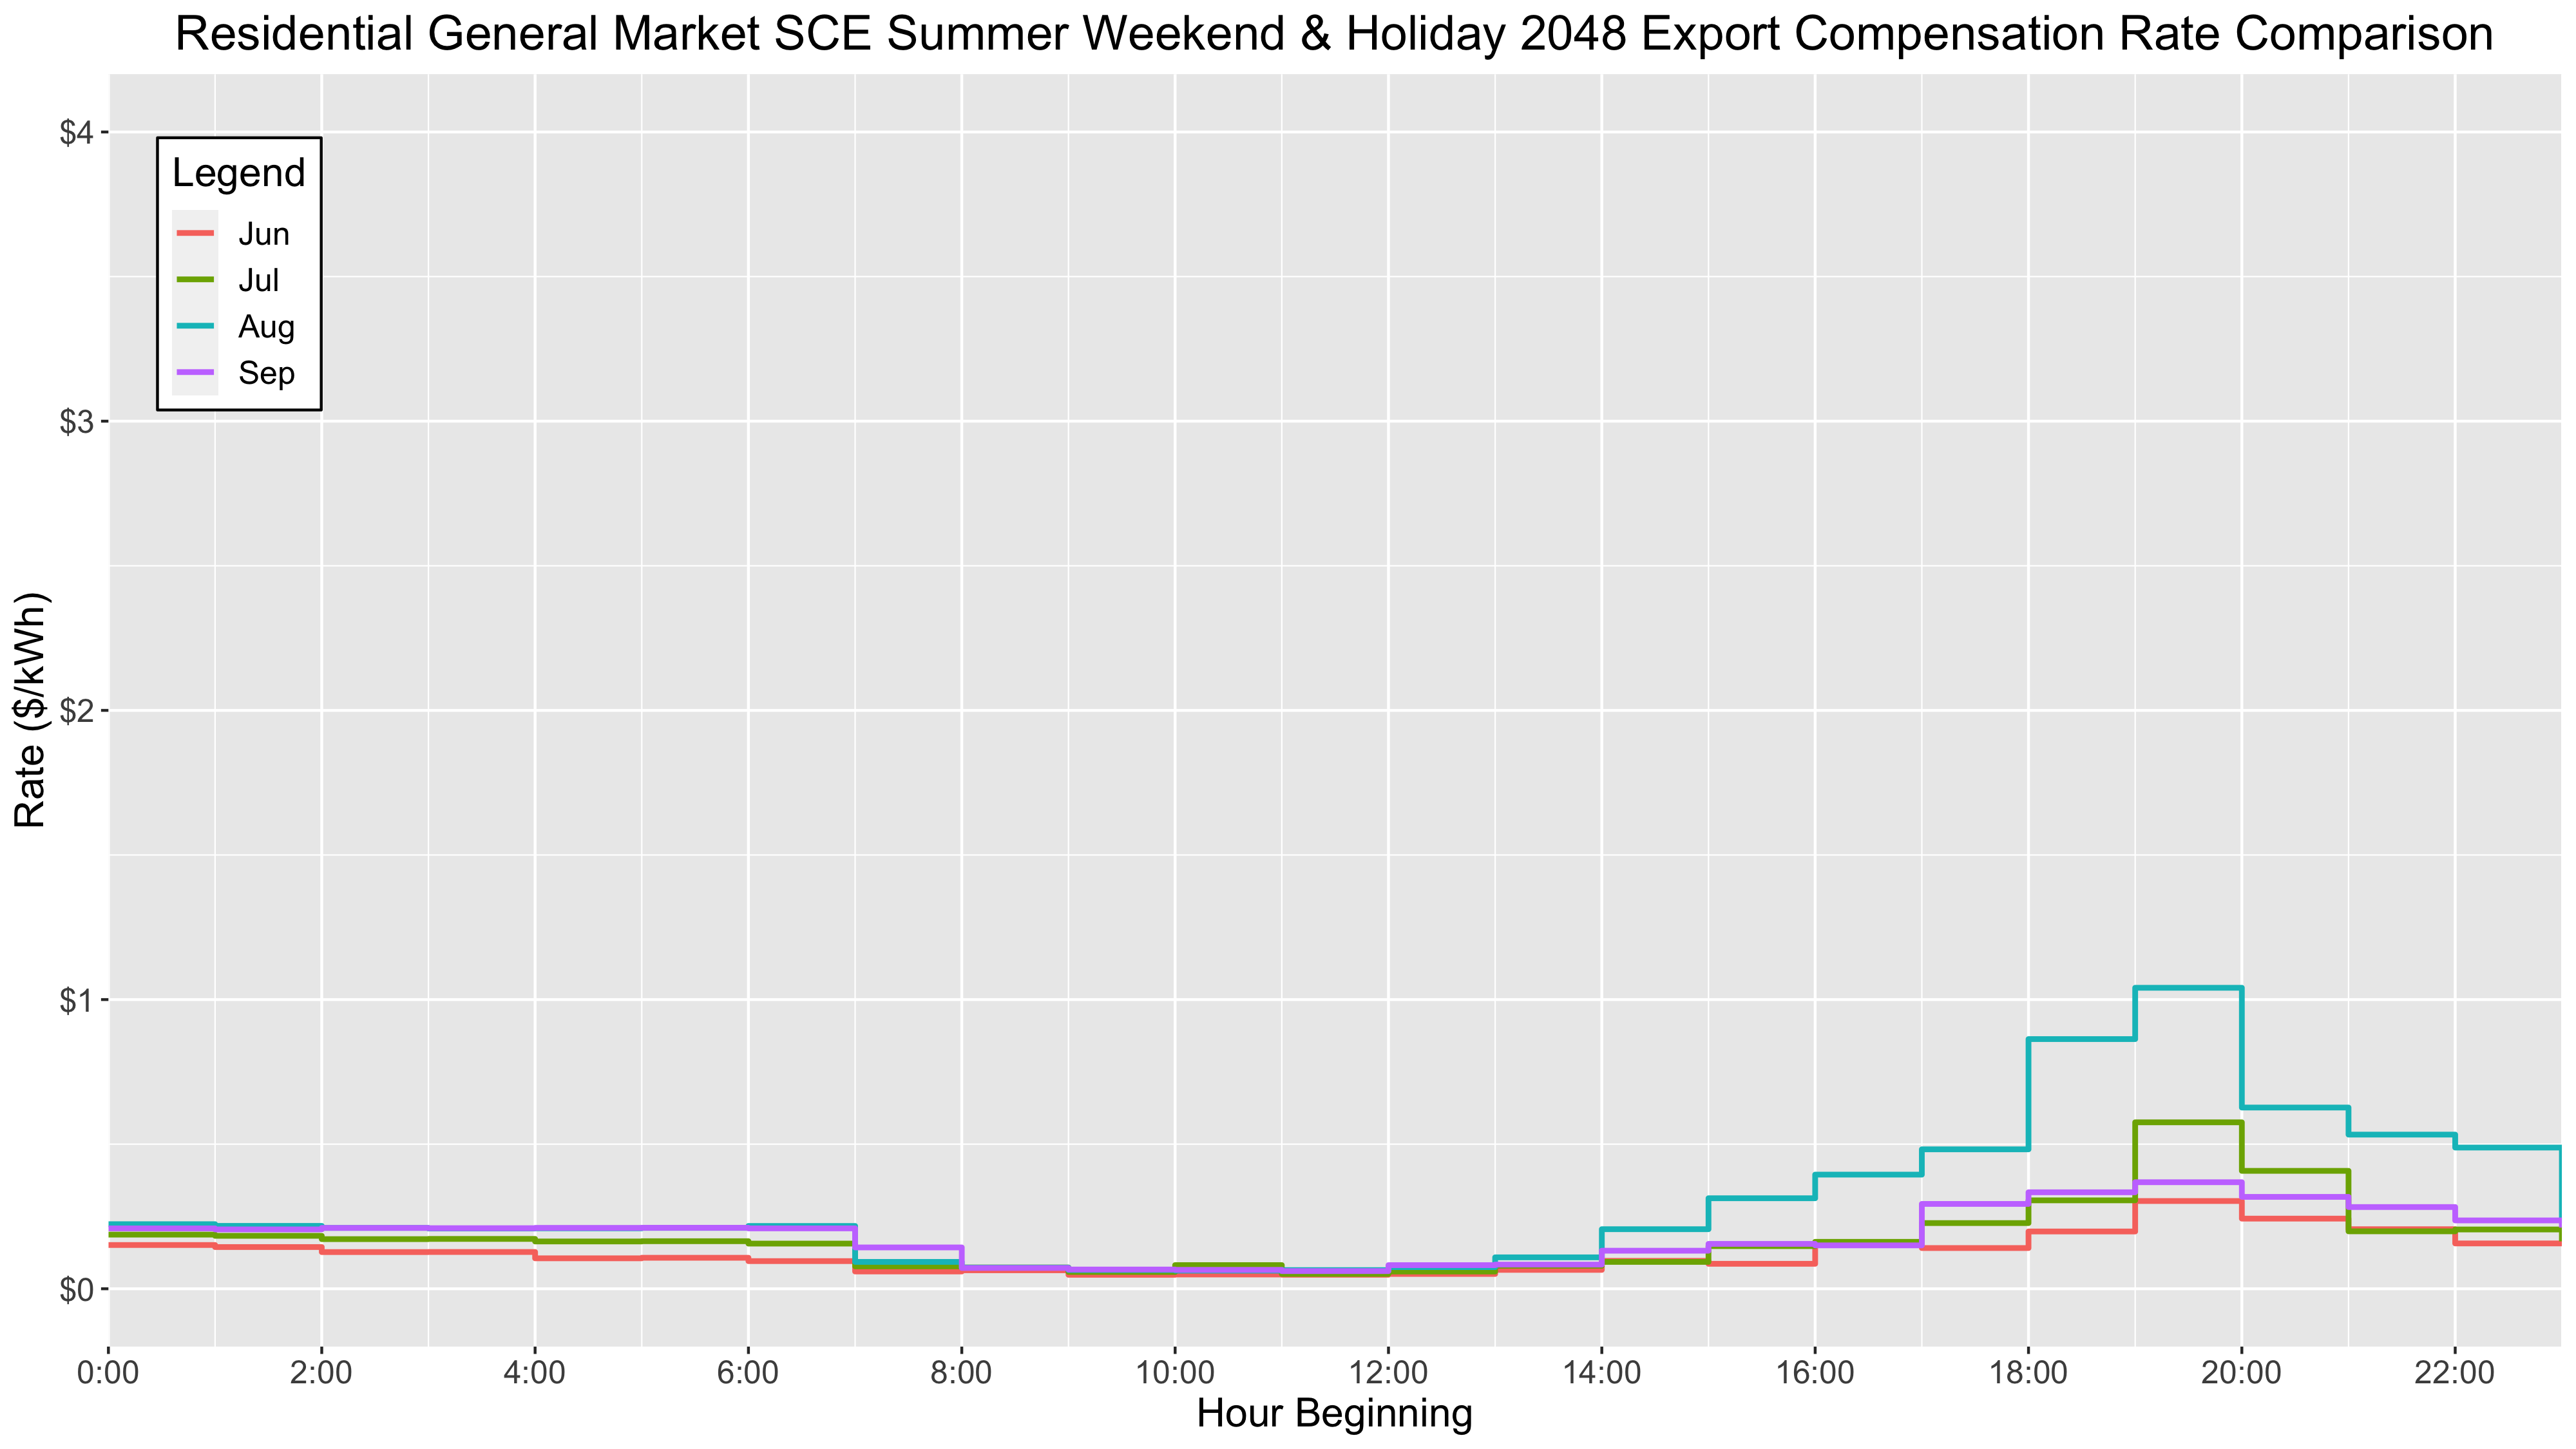 Residential General Market SCE Summer Weekend & Holiday 2048 Export Compensation Rate Comparison
$4
Legend
Jun
Jul
Aug
Sep
$3
Rate ($/kWh)
$2
$1
$0
0:00 2:00 4:00 6:00 8:00 10:00 12:00 14:00 16:00 18:00 20:00 22:00
Hour Beginning